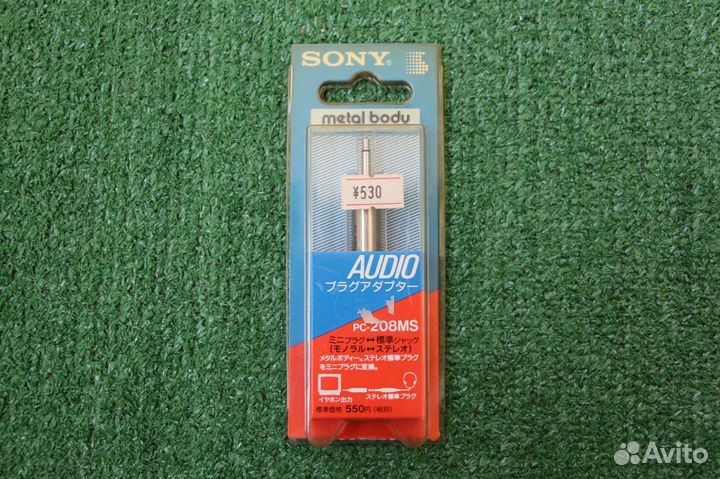 SONY®
metal body
¥530
AUDIO
プラグアダプター
PC-208MS
ミニプラグ↔標準ジャック
(モノラル↔ステレオ)
メタルボディー。ステレオ標準プラグ
をミニプラグに変換。
イヤホン出力 ステレオ標準プラグ
標準価格 550円(税別)
Avito